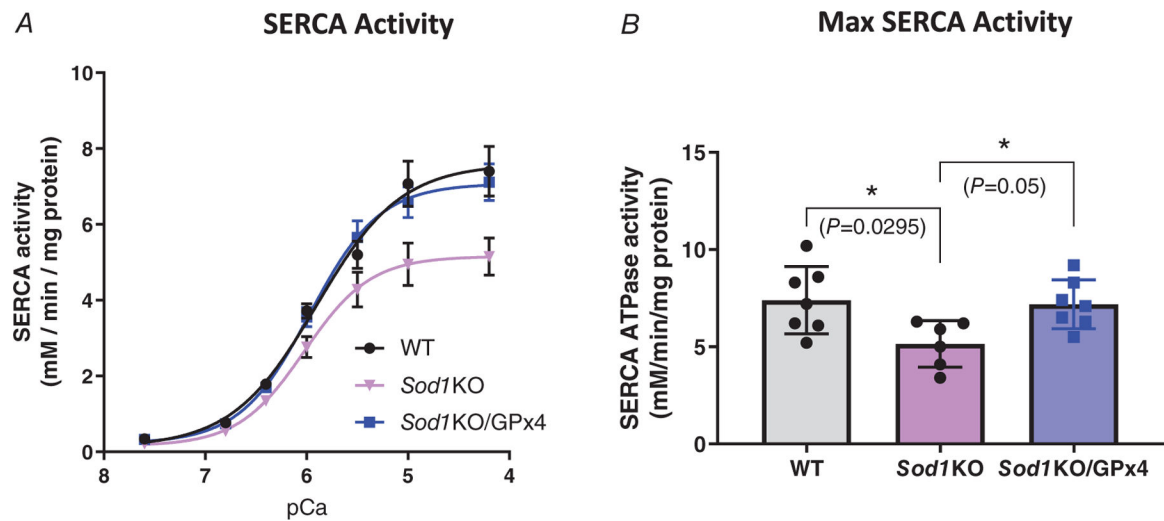 A
SERCA Activity
SERCA activity
(mM / min / mg protein)
10
8
6
4
2
0
8
7
6
5
4
pCa
WT
Sod1KO
Sod1KO/GPx4
B
Max SERCA Activity
SERCA ATPase activity
(mM/min/mg protein)
15
10
5
0
*
(P=0.0295)
*
(P=0.05)
WT
Sod1KO
Sod1KO/GPx4